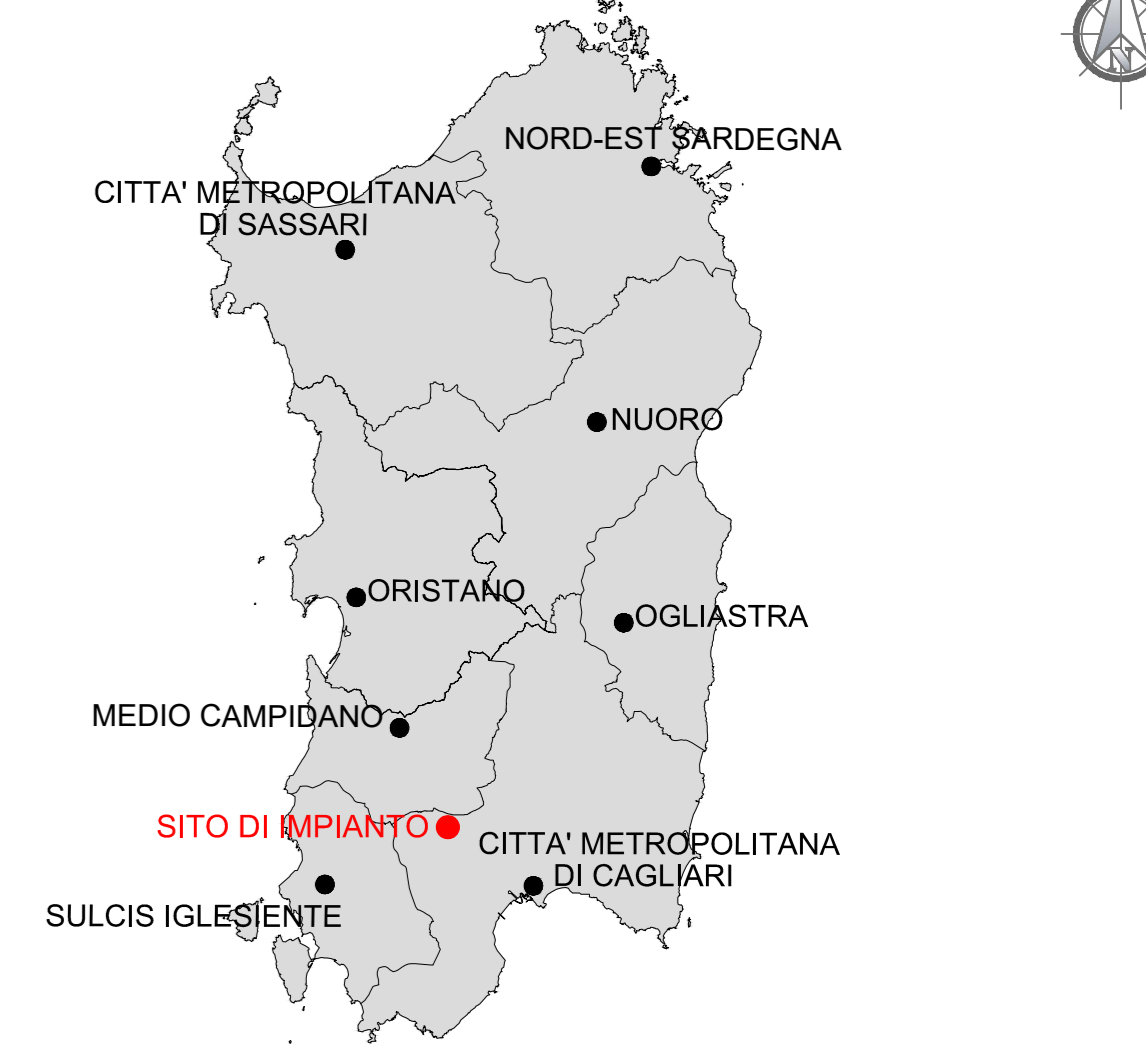 N
NORD-EST SARDEGNA
CITTA' METROPOLITANA
DI SASSARI
NUORO
ORISTANO
OGLIASTRA
MEDIO CAMPIDANO
SITO DI IMPIANTO
CITTA' METROPOLITANA
DI CAGLIARI
SULCIS IGLESIENTE